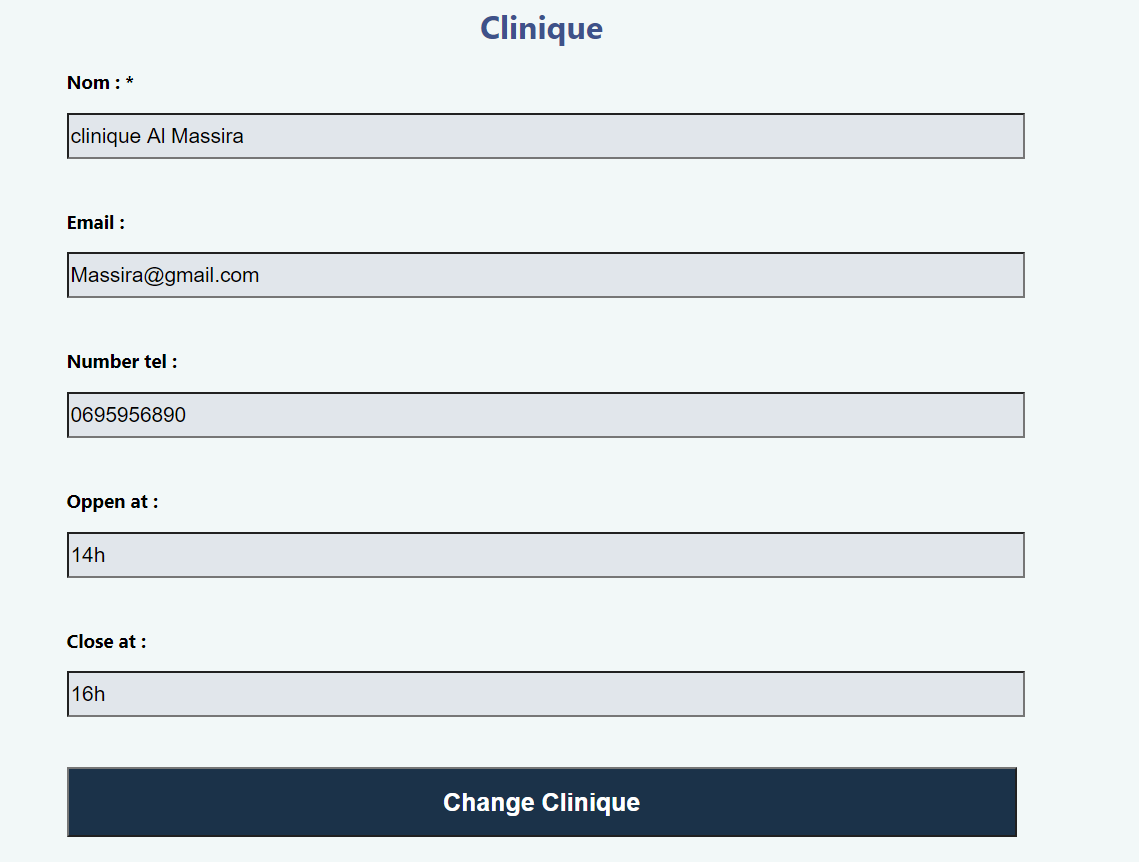 Clinique
Nom : *
clinique Al Massira
Email :
Massira@gmail.com
Number tel :
0695956890
Oppen at :
14h
Close at :
16h
Change Clinique